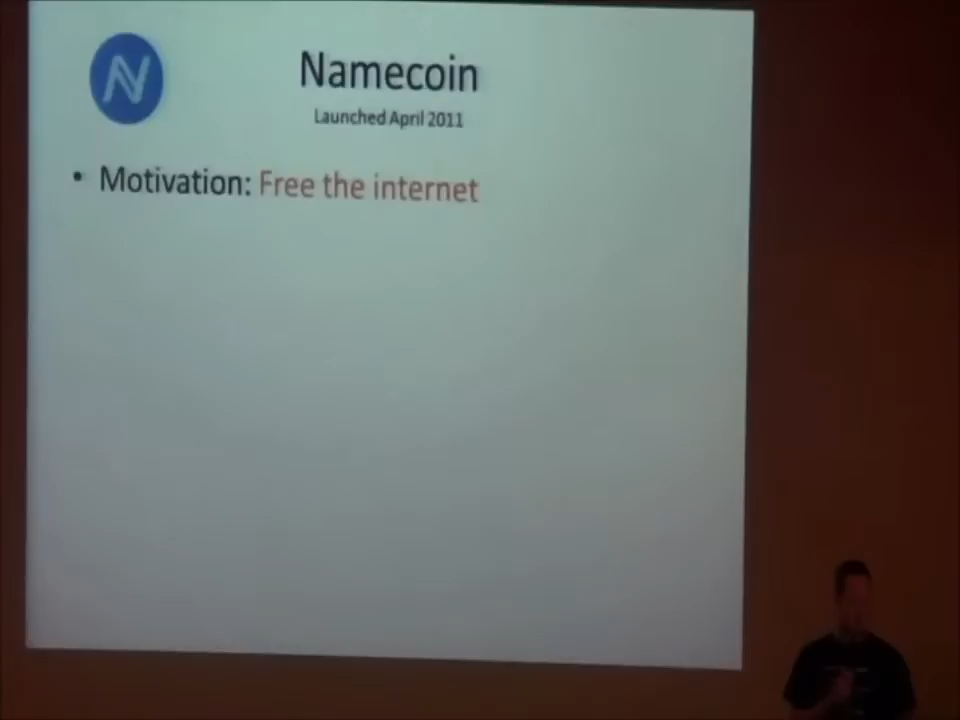 Namecoin
Launched April 2011
• Motivation: Free the internet